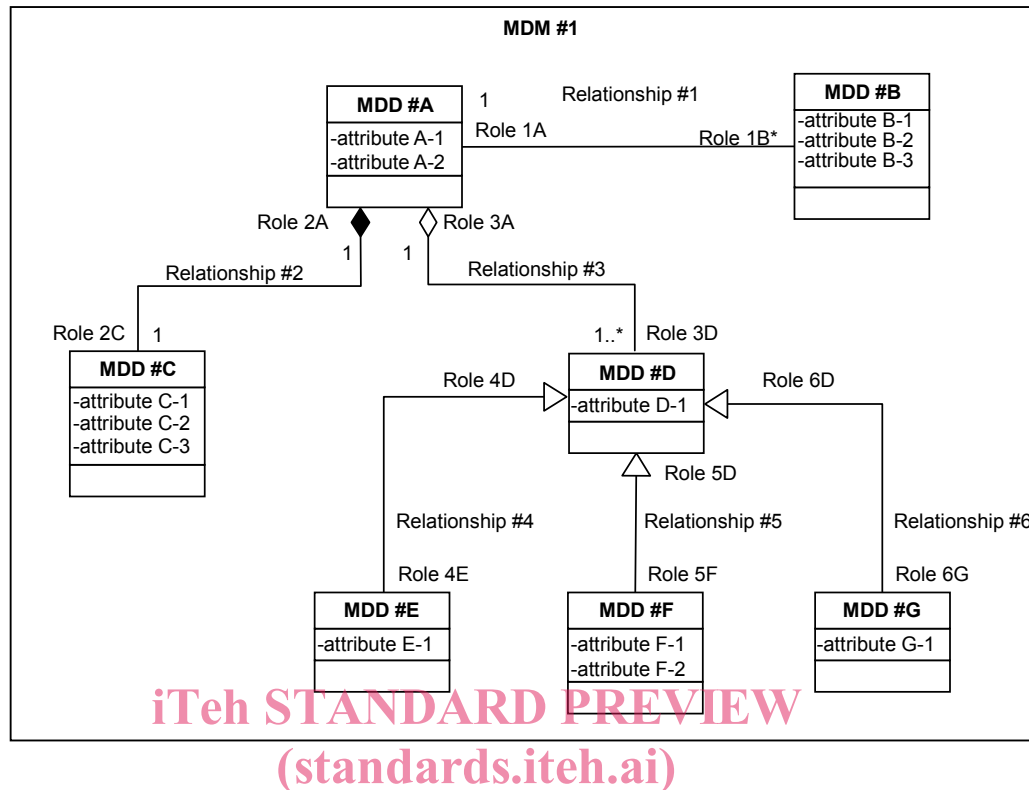 MDM #1
MDD #A
-attribute A-1
-attribute A-2
1
Relationship #1
Role 1A
Role 1B*
MDD #B
-attribute B-1
-attribute B-2
-attribute B-3
Role 2A
1
Role 3A
1
Relationship #2
Relationship #3
Role 2C
1
1..*
Role 3D
MDD #C
-attribute C-1
-attribute C-2
-attribute C-3
MDD #D
-attribute D-1
Role 4D
Role 6D
Role 5D
Relationship #4
Relationship #5
Relationship #6
Role 4E
Role 5F
Role 6G
MDD #E
-attribute E-1
MDD #F
-attribute F-1
-attribute F-2
MDD #G
-attribute G-1
iTeh STANDARD PREVIEW
(standards.iteh.ai)